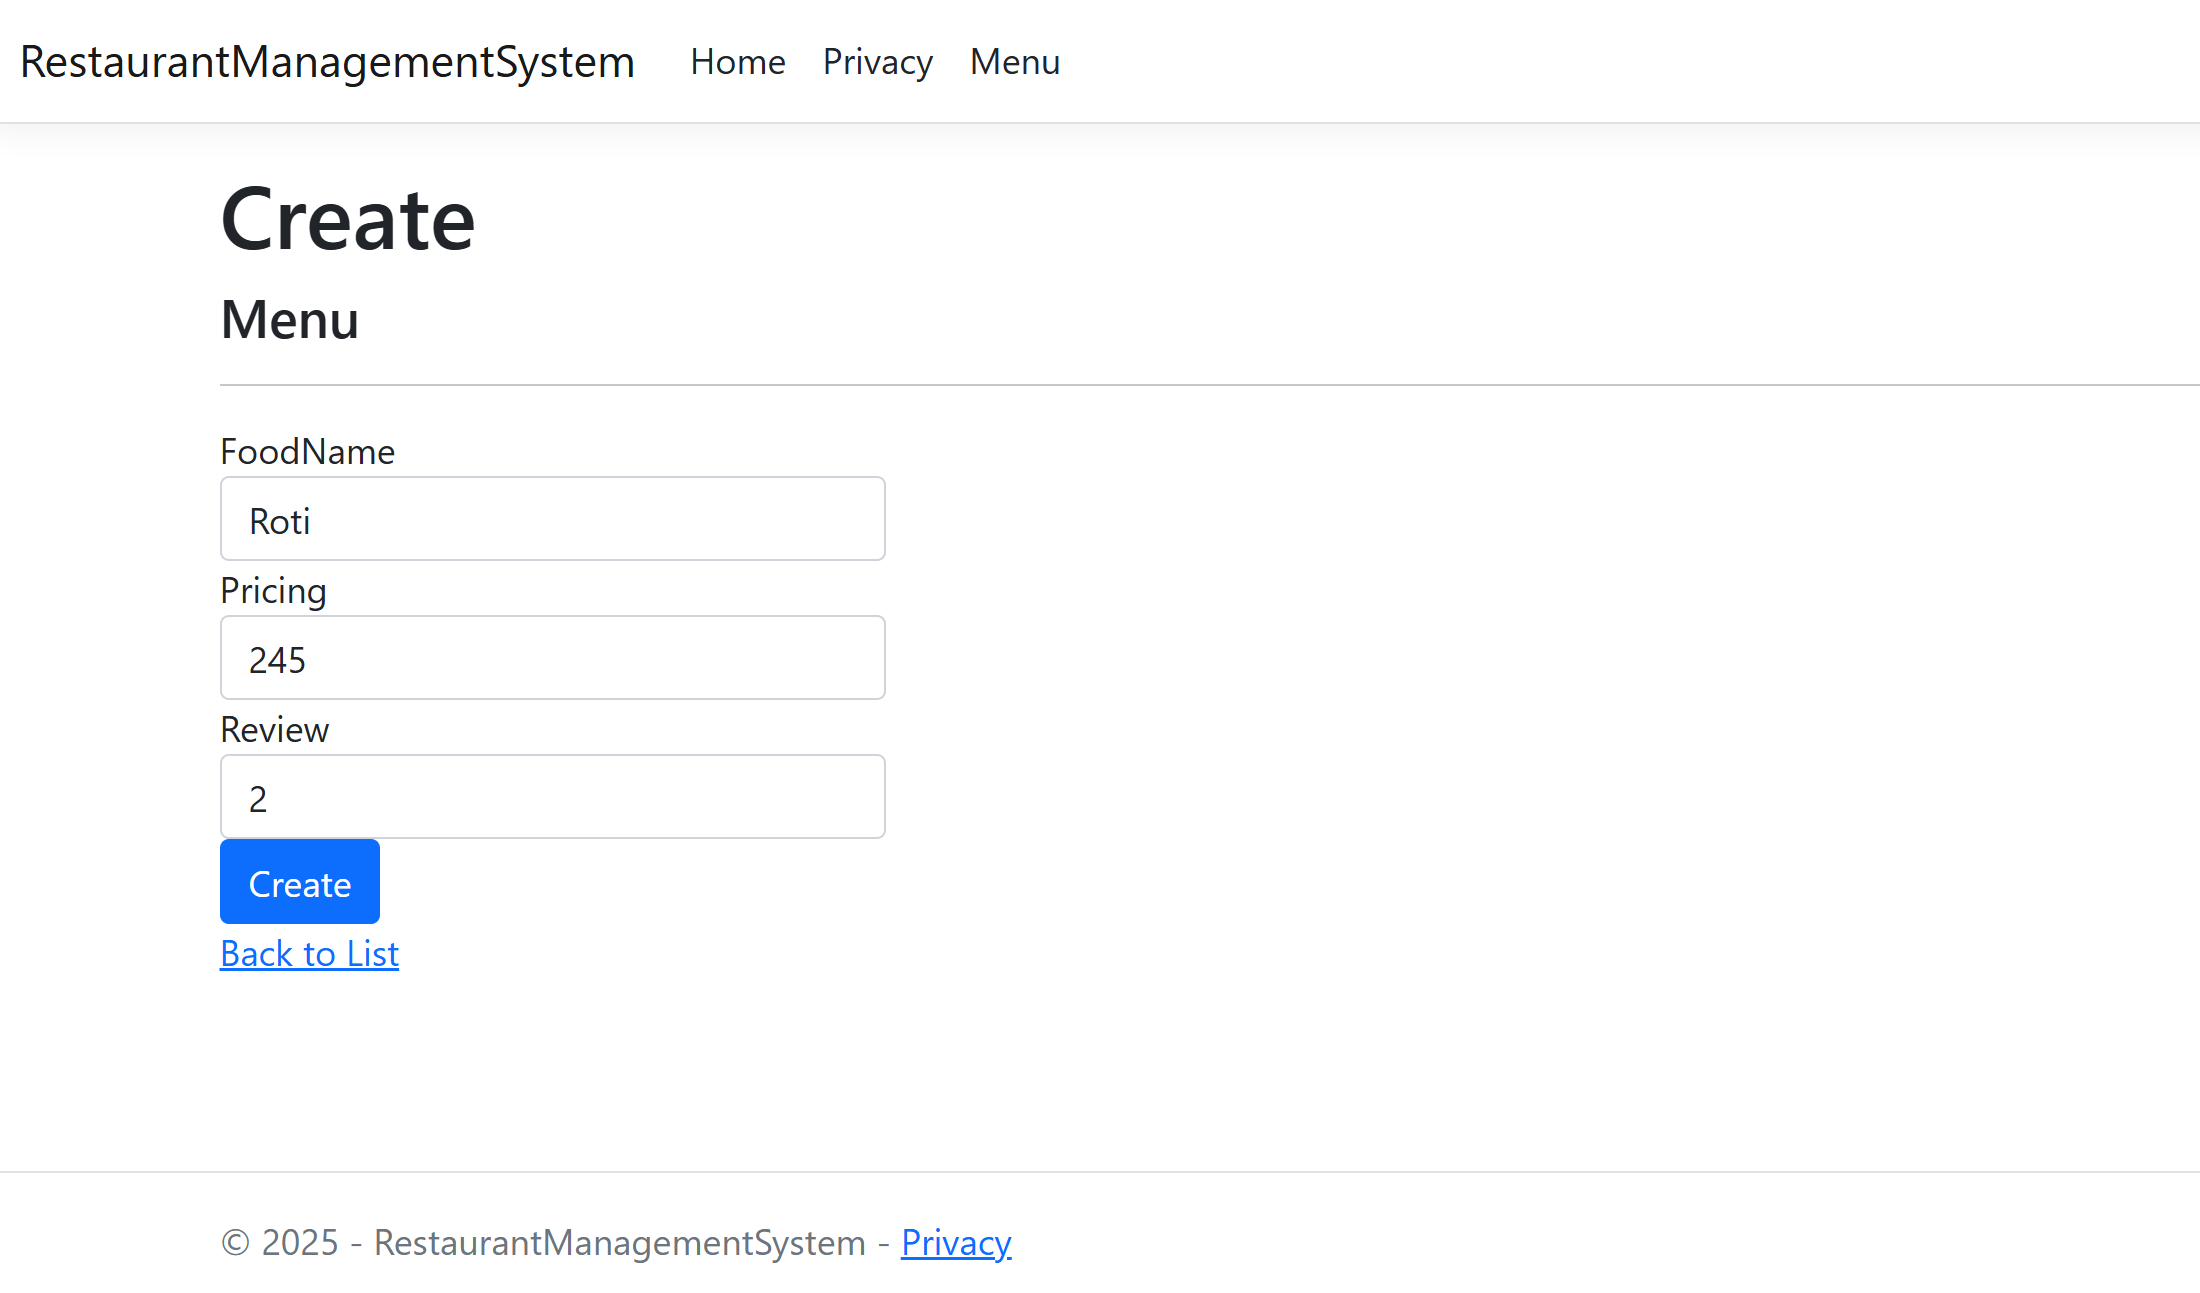 RestaurantManagementSystem Home Privacy Menu
Create
Menu
FoodName
Roti
Pricing
245
Review
2
Create
Back to List
© 2025 - RestaurantManagementSystem - Privacy